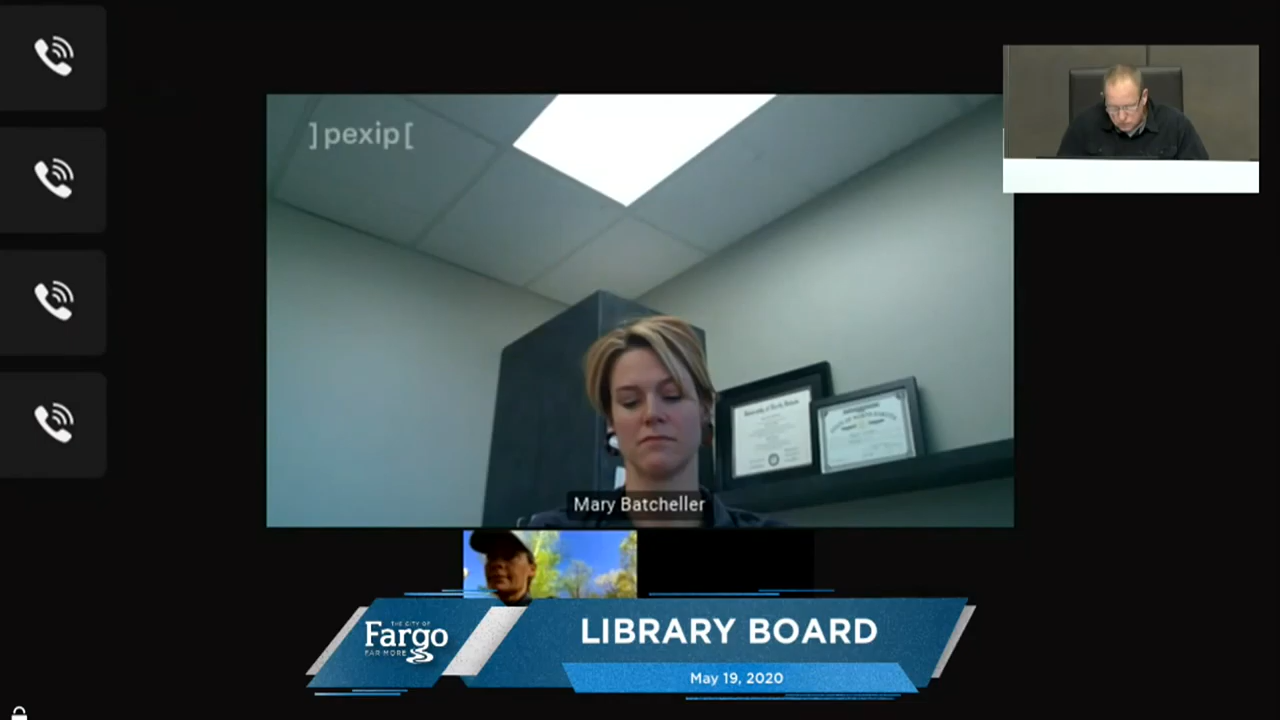 ]pexip[
Mary Batcheller
THE CITY OF
Fargo
FAR MORE
LIBRARY BOARD
May 19, 2020